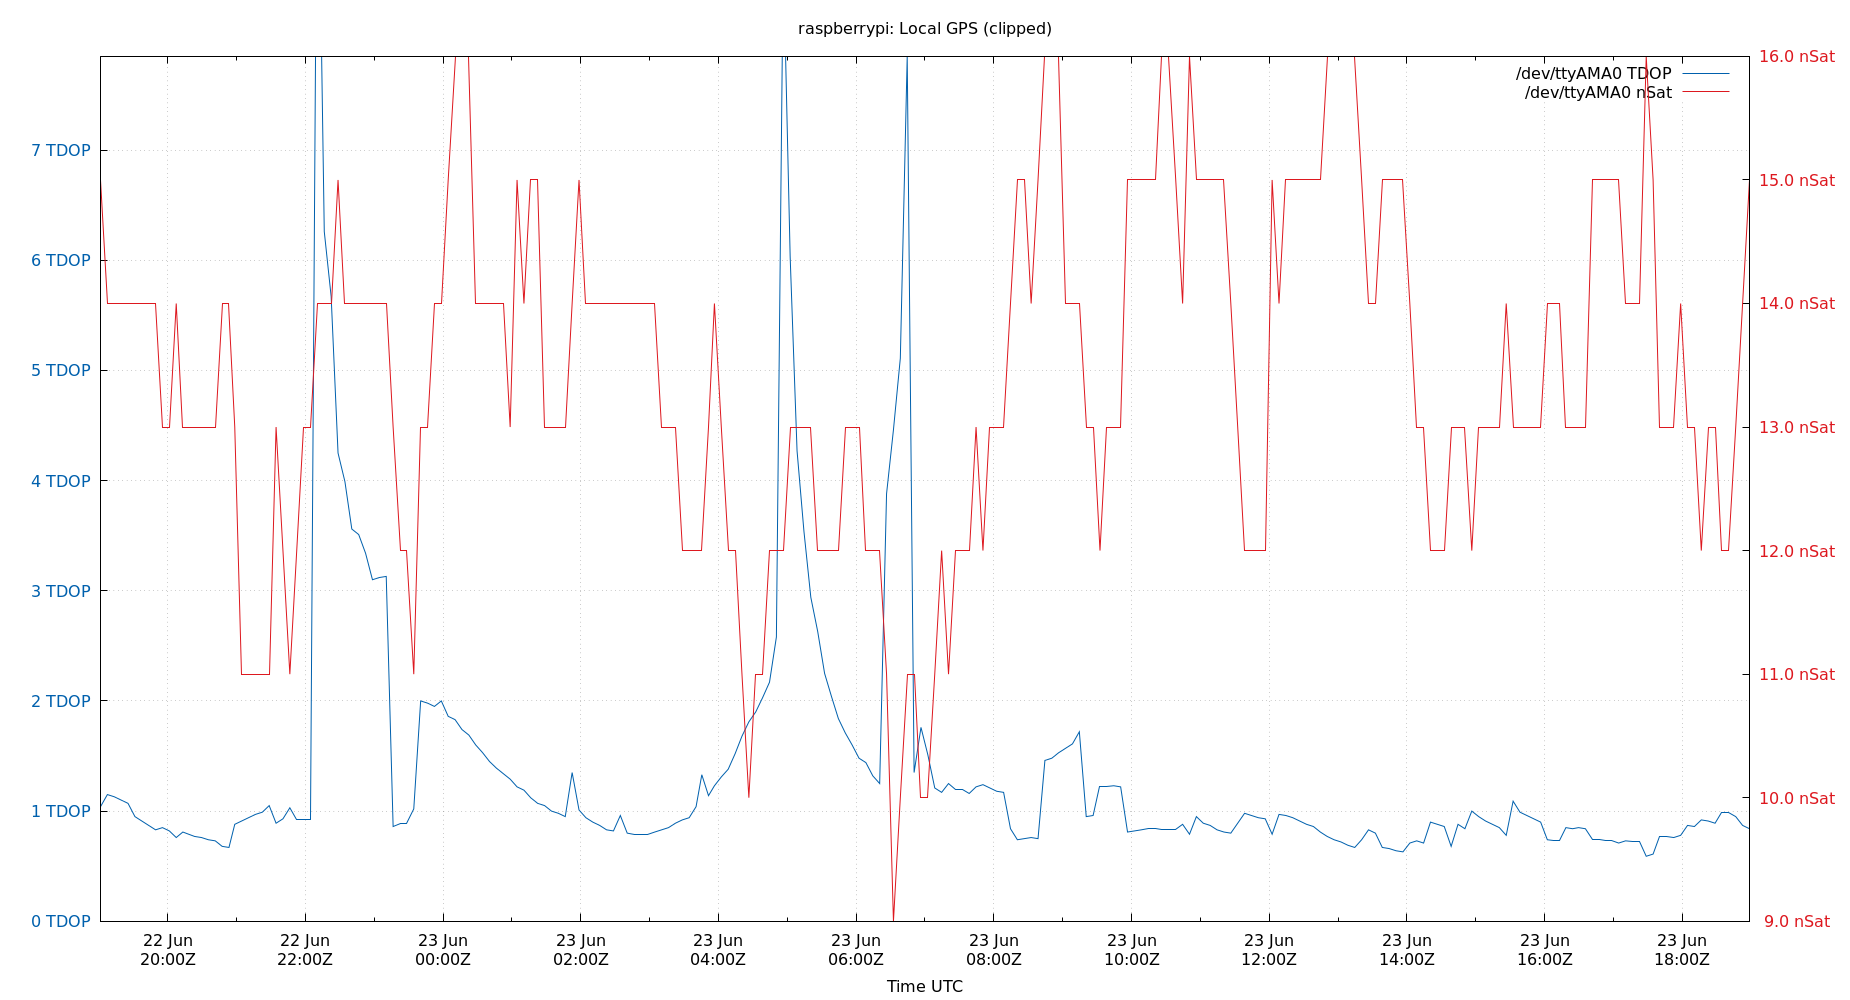 raspberrypi: Local GPS (clipped)
16.0 nSat
/dev/ttyAMA0 TDOP
/dev/ttyAMA0 nSat
7 TDOP
15.0 nSat
6 TDOP
14.0 nSat
5 TDOP
13.0 nSat
4 TDOP
12.0 nSat
3 TDOP
11.0 nSat
2 TDOP
10.0 nSat
1 TDOP
0 TDOP
9.0 nSat
22 Jun 22 Jun 23 Jun 23 Jun 23 Jun 23 Jun 23 Jun 23 Jun 23 Jun 23 Jun 23 Jun 23 Jun
20:00Z 22:00Z 00:00Z 02:00Z 04:00Z 06:00Z 08:00Z 10:00Z 12:00Z 14:00Z 16:00Z 18:00Z
Time UTC